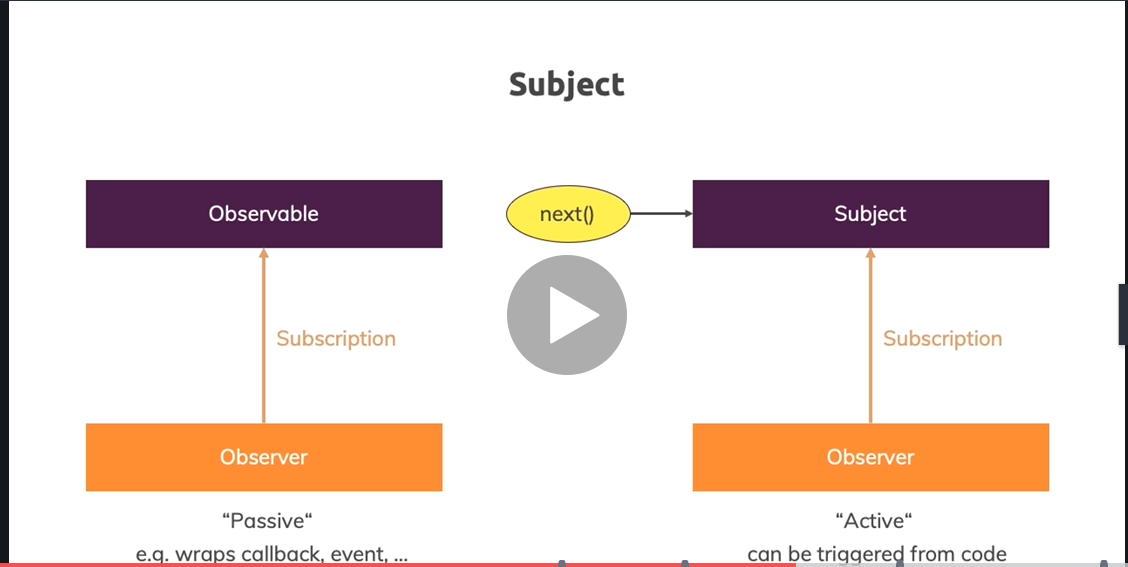 Subject
Observable
next()
Subject
Subscription
Subscription
Observer
Observer
“Passive“
“Active“
e.g. wraps callback, event, ...
can be triggered from code